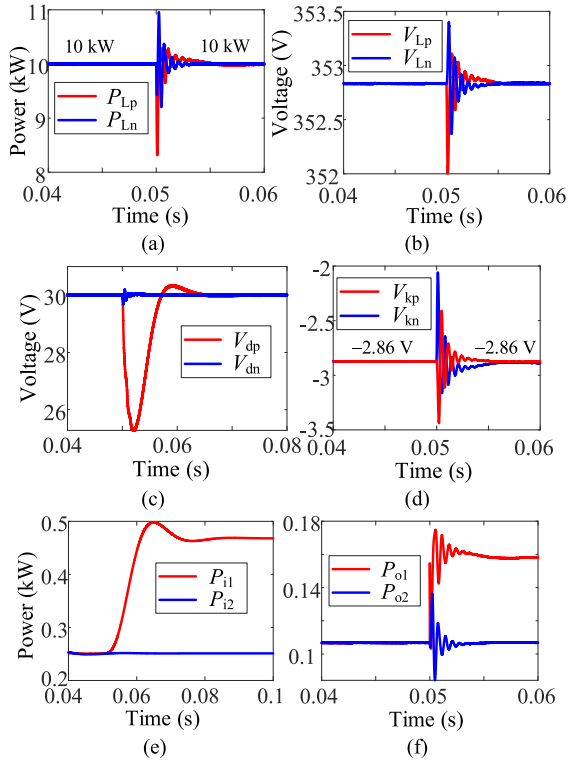 11
10 kW
10 kW
10
Power (kW)
P_Lp
P_Ln
9
8
0.04
0.05
0.06
Time (s)
(a)
353.5
V_Lp
V_Ln
353
Voltage (V)
352.5
352
0.04
0.05
0.06
Time (s)
(b)
30
Voltage (V)
28
V_dp
V_dn
26
0.04
0.06
0.08
Time (s)
(c)
-2
V_kp
V_kn
-2.5
−2.86 V
−2.86 V
-3
-3.5
0.04
0.05
0.06
Time (s)
(d)
0.5
Power (kW)
0.4
P_i1
P_i2
0.3
0.2
0.04
0.06
0.08
0.1
Time (s)
(e)
0.18
P_o1
P_o2
0.14
0.1
0.04
0.05
0.06
Time (s)
(f)